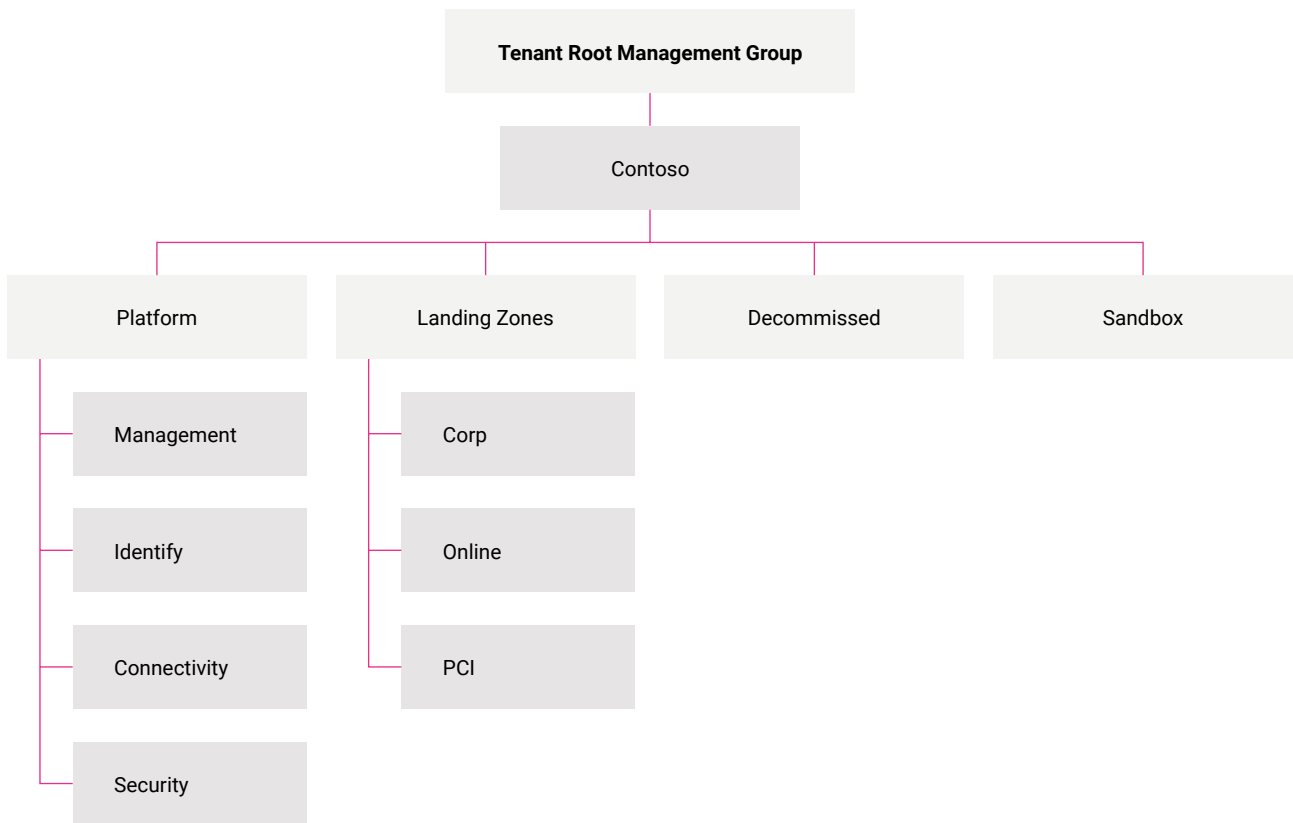 Tenant Root Management Group
Contoso
Platform
Landing Zones
Decommissed
Sandbox
Management
Corp
Identify
Online
Connectivity
PCI
Security